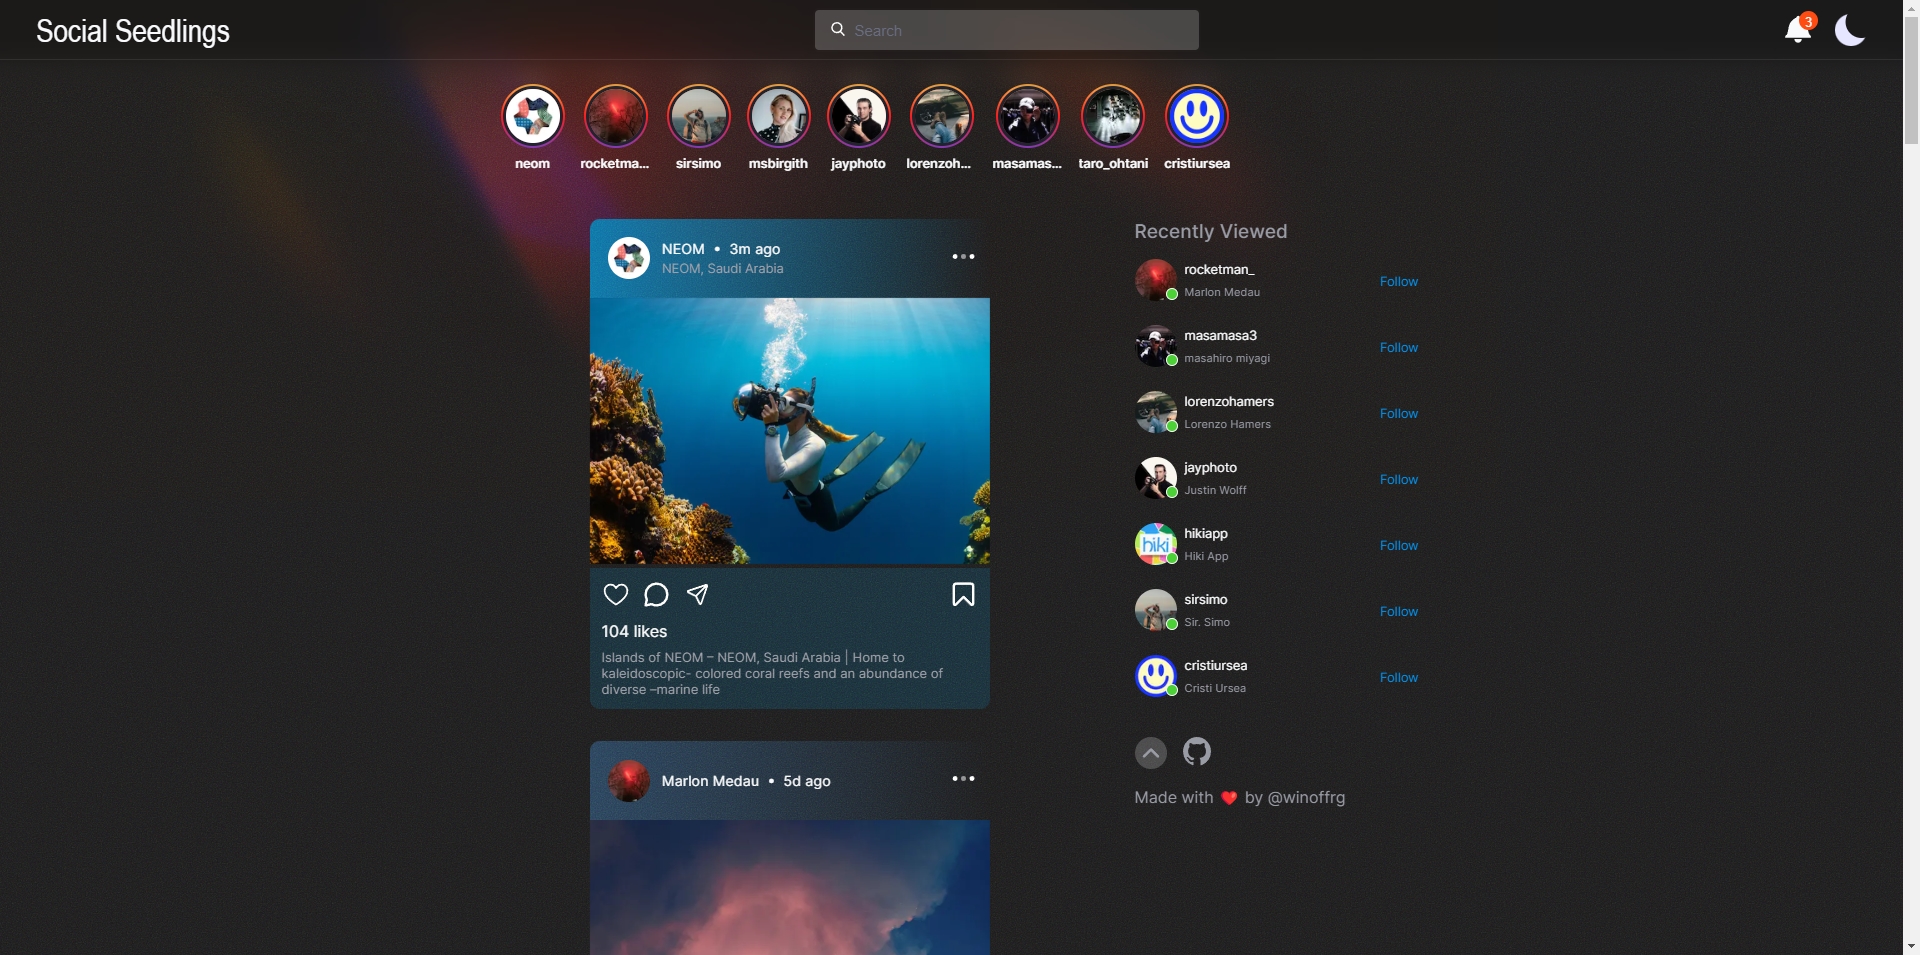 Social Seedlings
Search
3
neom
rocketma...
sirsimo
msbirgith
jayphoto
lorenzoh...
masamas...
taro_ohtani
cristiursea
NEOM • 3m ago
NEOM, Saudi Arabia
104 likes
Islands of NEOM – NEOM, Saudi Arabia | Home to
kaleidoscopic- colored coral reefs and an abundance of
diverse –marine life
Marlon Medau • 5d ago
Recently Viewed
rocketman_
Marlon Medau
Follow
masamasa3
masahiro miyagi
Follow
lorenzohamers
Lorenzo Hamers
Follow
jayphoto
Justin Wolff
Follow
hiki
hikiapp
Hiki App
Follow
sirsimo
Sir. Simo
Follow
cristiursea
Cristi Ursea
Follow
Made with ❤️ by @winoffrg